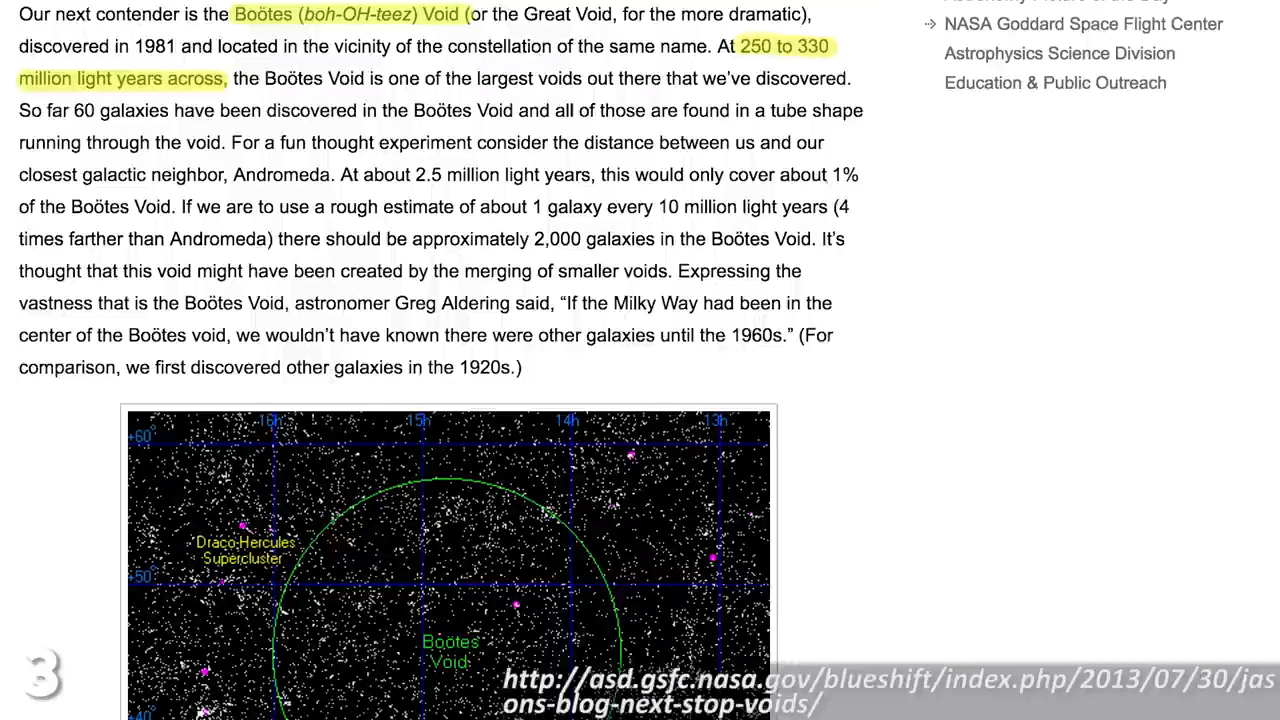 Our next contender is the Boötes (boh-OH-teez) Void (or the Great Void, for the more dramatic),
discovered in 1981 and located in the vicinity of the constellation of the same name. At 250 to 330
million light years across, the Boötes Void is one of the largest voids out there that we’ve discovered.
So far 60 galaxies have been discovered in the Boötes Void and all of those are found in a tube shape
running through the void. For a fun thought experiment consider the distance between us and our
closest galactic neighbor, Andromeda. At about 2.5 million light years, this would only cover about 1%
of the Boötes Void. If we are to use a rough estimate of about 1 galaxy every 10 million light years (4
times farther than Andromeda) there should be approximately 2,000 galaxies in the Boötes Void. It’s
thought that this void might have been created by the merging of smaller voids. Expressing the
vastness that is the Boötes Void, astronomer Greg Aldering said, “If the Milky Way had been in the
center of the Boötes void, we wouldn’t have known there were other galaxies until the 1960s.” (For
comparison, we first discovered other galaxies in the 1920s.)
NASA Goddard Space Flight Center
Astrophysics Science Division
Education & Public Outreach
16h 15h 14h 13h
+60°
Draco-Hercules
Supercluster
+50°
Boötes
Void
+40°
3
http://asd.gsfc.nasa.gov/blueshift/index.php/2013/07/30/jas
ons-blog-next-stop-voids/